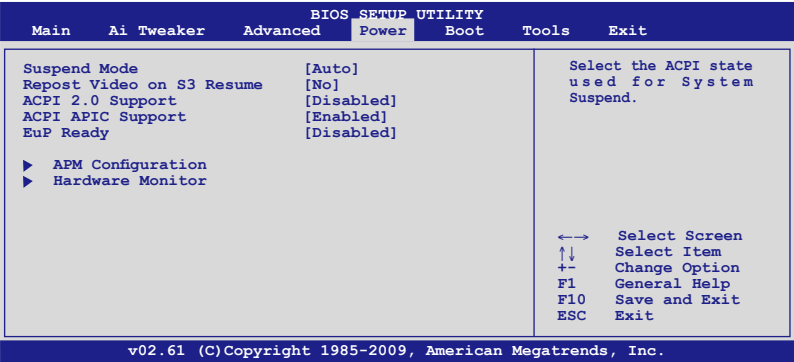 BIOS SETUP UTILITY
Main Ai Tweaker Advanced Power Boot Tools Exit
Suspend Mode [Auto]
Repost Video on S3 Resume [No]
ACPI 2.0 Support [Disabled]
ACPI APIC Support [Enabled]
EuP Ready [Disabled]
▶ APM Configuration
▶ Hardware Monitor
Select the ACPI state
used for System
Suspend.
←→ Select Screen
↑↓ Select Item
+- Change Option
F1 General Help
F10 Save and Exit
ESC Exit
v02.61 (C)Copyright 1985-2009, American Megatrends, Inc.